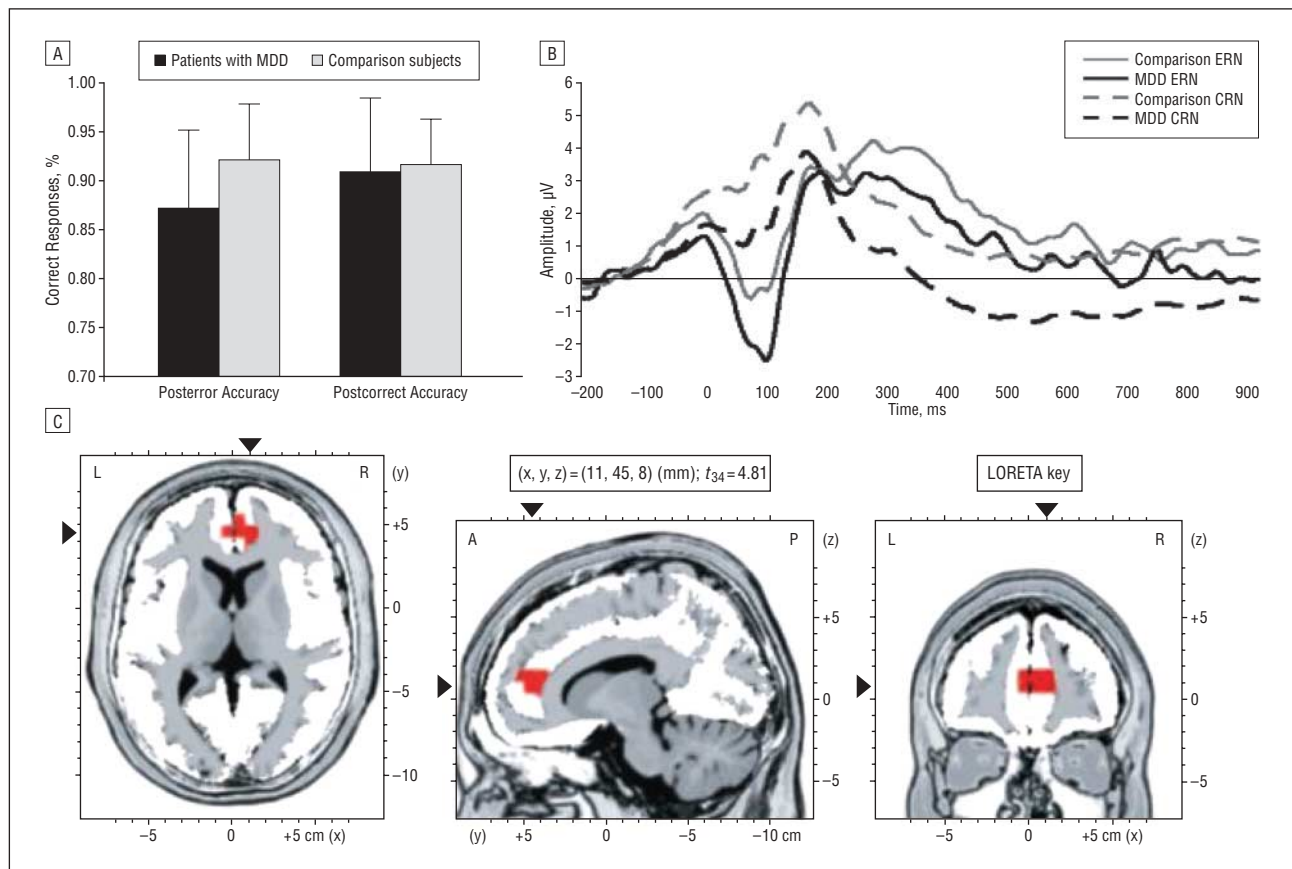 A
Patients with MDD
Comparison subjects
1.00
0.95
0.90
0.85
0.80
0.75
0.70
Correct Responses, %
Posterror Accuracy
Postcorrect Accuracy
B
Comparison ERN
MDD ERN
Comparison CRN
MDD CRN
6
5
4
3
2
1
0
−1
−2
−3
Amplitude, μV
−200 −100 0 100 200 300 400 500 600 700 800 900
Time, ms
C
L R (y)
+5
0
−5
−10
−5 0 +5 cm (x)
(x, y, z) = (11, 45, 8) (mm); t34 = 4.81
A P (z)
+5
0
−5
(y) +5 0 −5 −10 cm
LORETA key
L R (z)
+5
0
−5
−5 0 +5 cm (x)